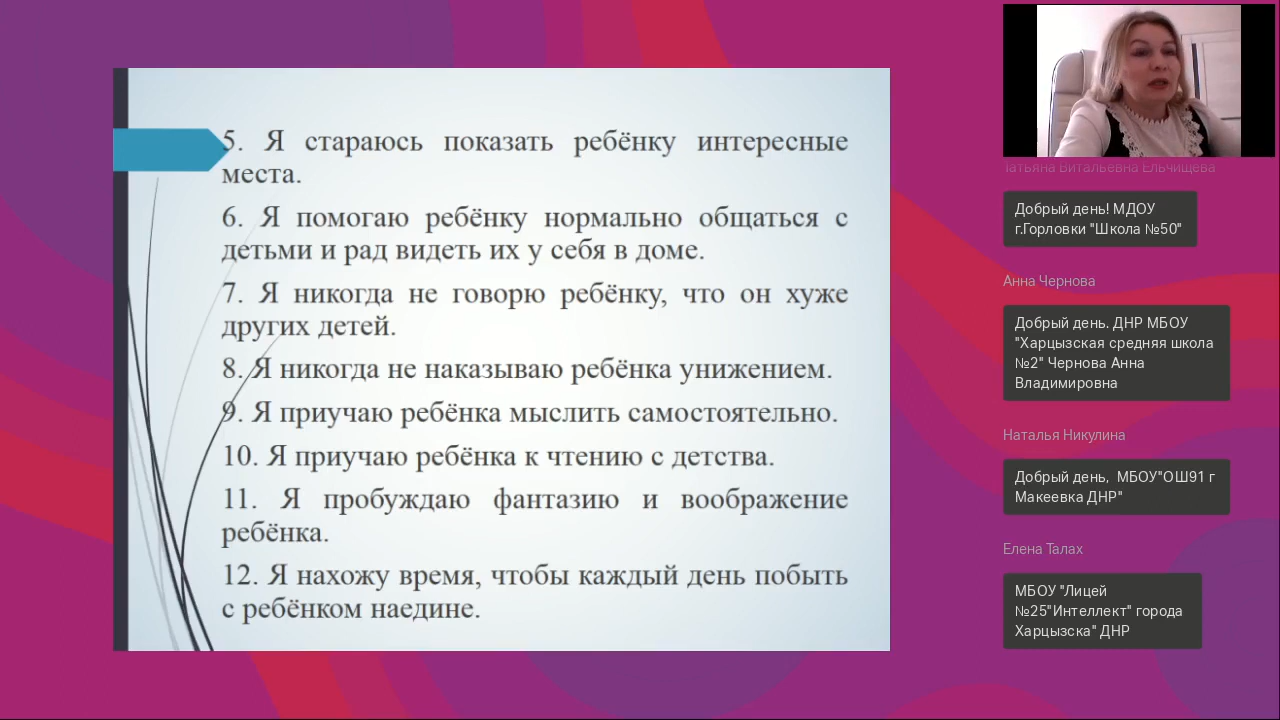 5. Я стараюсь показать ребёнку интересные
места.
6. Я помогаю ребёнку нормально общаться с
детьми и рад видеть их у себя в доме.
7. Я никогда не говорю ребёнку, что он хуже
других детей.
8. Я никогда не наказываю ребёнка унижением.
9. Я приучаю ребёнка мыслить самостоятельно.
10. Я приучаю ребёнка к чтению с детства.
11. Я пробуждаю фантазию и воображение
ребёнка.
12. Я нахожу время, чтобы каждый день побыть
с ребёнком наедине.
Татьяна Витальевна Ельчищева
Добрый день! МДОУ
г.Горловки "Школа №50"
Анна Чернова
Добрый день. ДНР МБОУ
"Харцызская средняя школа
№2" Чернова Анна
Владимировна
Наталья Никулина
Добрый день,  МБОУ"ОШ91 г
Макеевка ДНР"
Елена Талах
МБОУ "Лицей
№25"Интеллект" города
Харцызска" ДНР